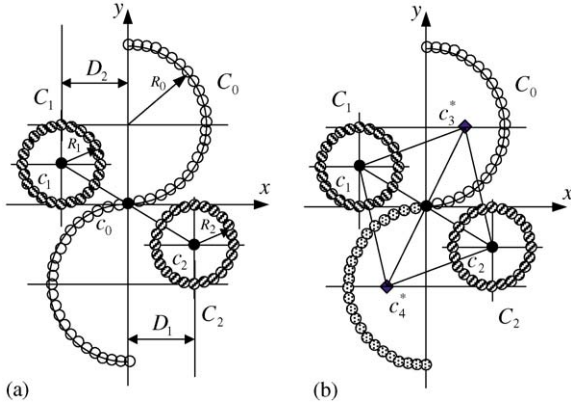 y
D₂
R₀
C₀
C₁
R₁
c₁
x
c₀
R₂
c₂
D₁
C₂
(a)
y
C₀
C₁
c₃*
c₁
x
c₂
c₄*
C₂
(b)